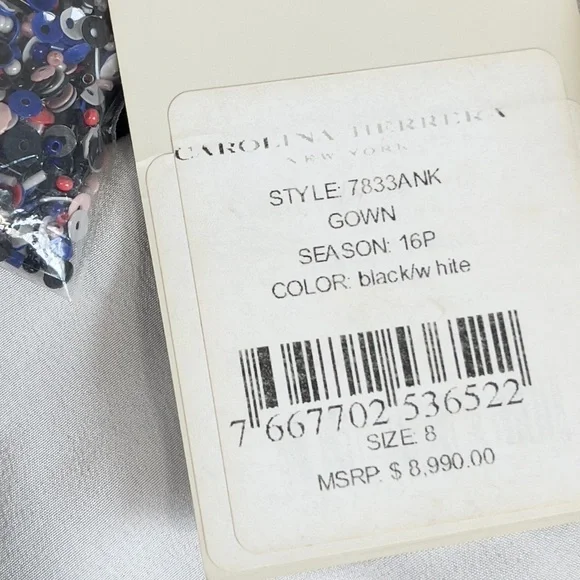 CAROLINA HERRERA
NEW YORK
STYLE: 7833ANK
GOWN
SEASON: 16P
COLOR: black/w hite
7 667702 536522
SIZE: 8
MSRP: $ 8,990.00